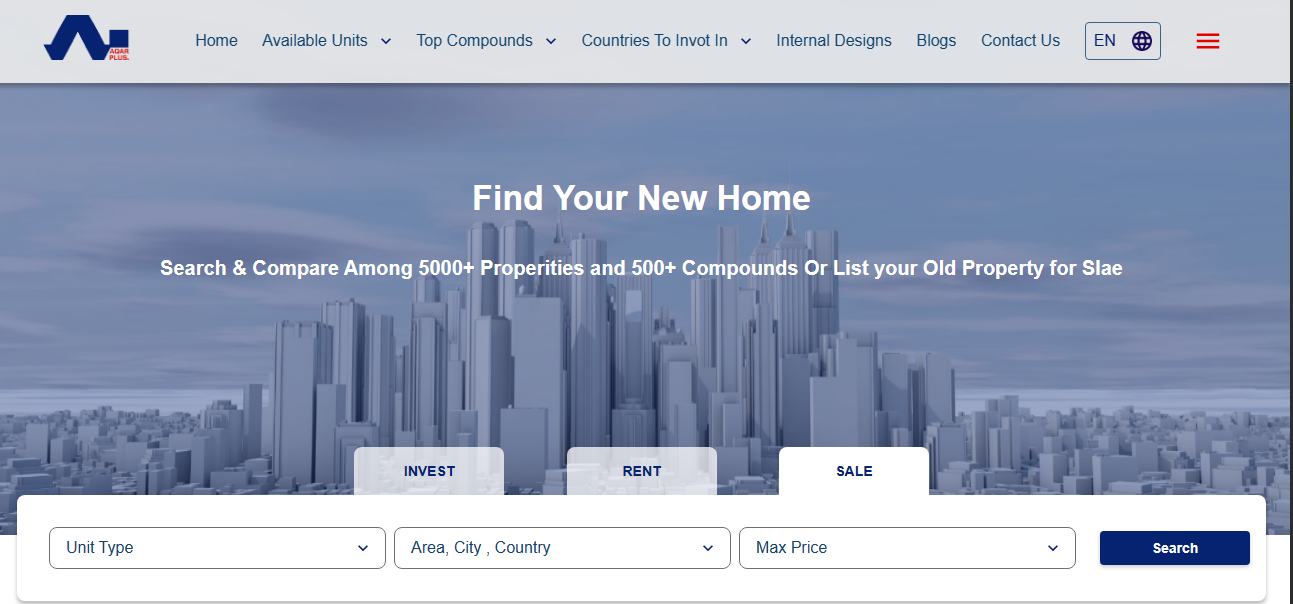 AQAR
PLUS.
Home Available Units Top Compounds Countries To Invot In Internal Designs Blogs Contact Us EN
Find Your New Home
Search & Compare Among 5000+ Properities and 500+ Compounds Or List your Old Property for Slae
INVEST RENT SALE
Unit Type Area, City , Country Max Price Search